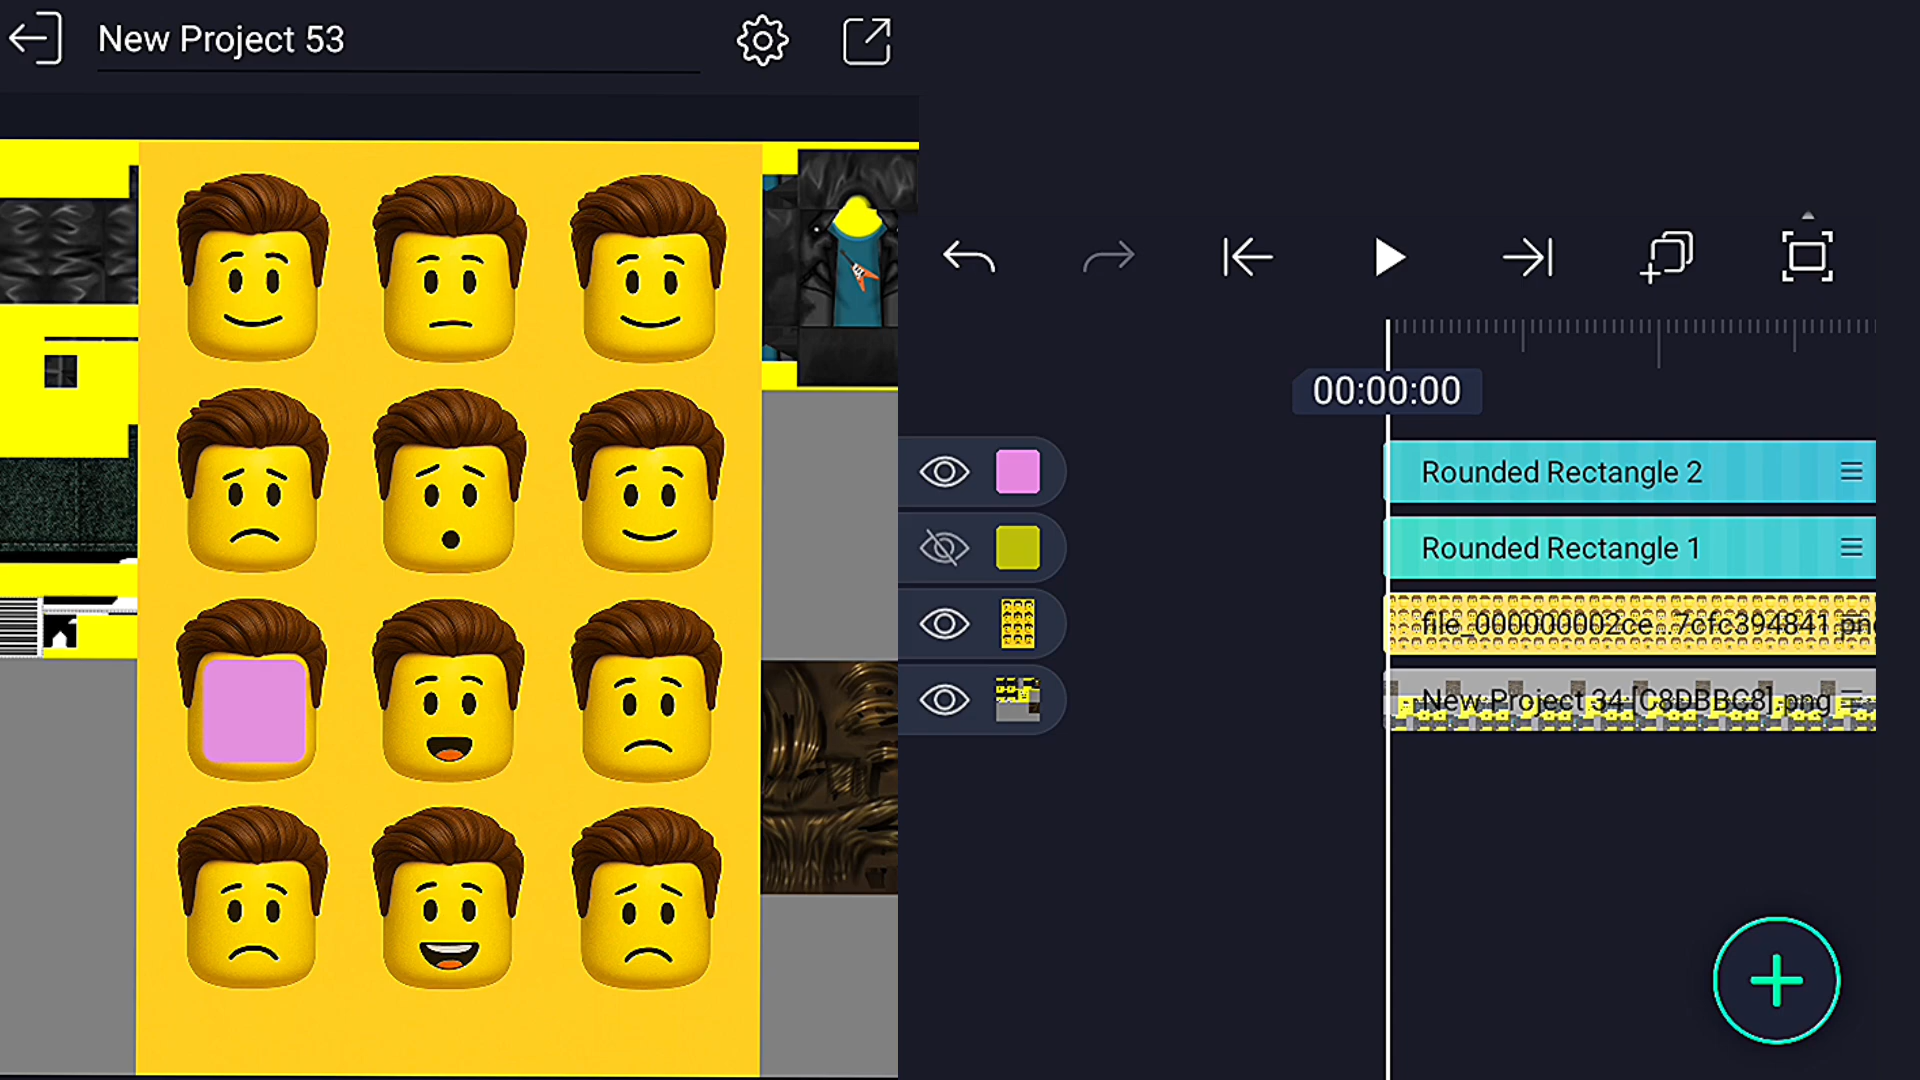 New Project 53
00:00:00
Rounded Rectangle 2
Rounded Rectangle 1
file_000000002ce...7cfc394841.png
New Project 34 [C8DBBC8].png